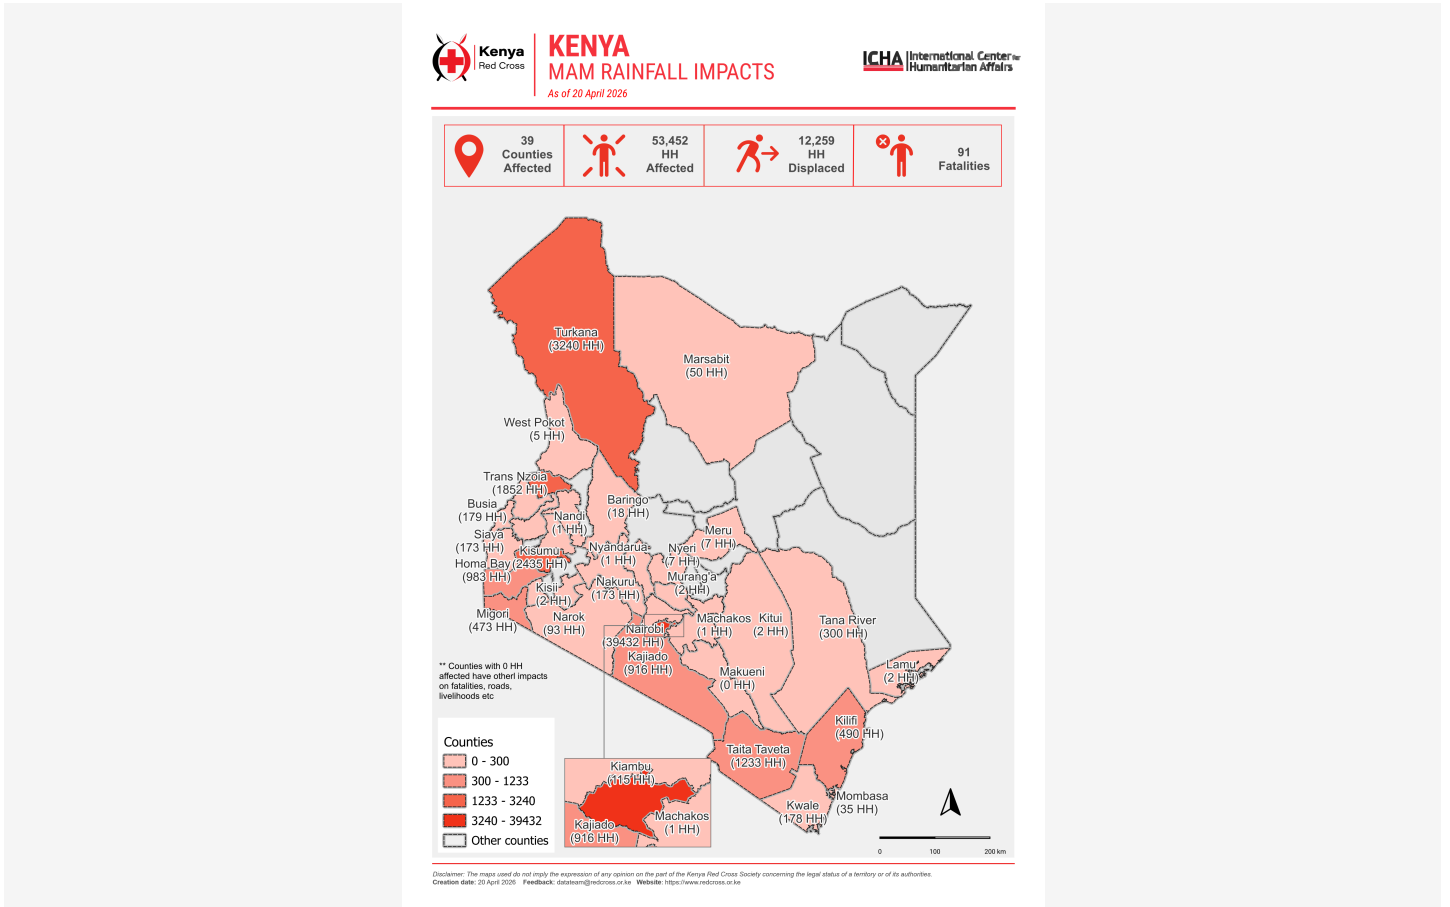 Kenya
Red Cross
KENYA
MAM RAINFALL IMPACTS
As of 20 April 2026
ICHA
International Center for
Humanitarian Affairs
39
Counties
Affected
53,452
HH
Affected
12,259
HH
Displaced
91
Fatalities
Turkana
(3240 HH)
Marsabit
(50 HH)
West Pokot
(5 HH)
Trans Nzoia
(1852 HH)
Busia
(179 HH)
Baringo
(18 HH)
Nandi
(1 HH)
Meru
(7 HH)
Siaya
(173 HH)
Kisumu
(2435 HH)
Nyandarua
(1 HH)
Nyeri
(7 HH)
Homa Bay
(983 HH)
Kisii
(2 HH)
Nakuru
(173 HH)
Murang'a
(2 HH)
Migori
(473 HH)
Narok
(93 HH)
Nairobi
(39432 HH)
Machakos
(1 HH)
Kitui
(2 HH)
Tana River
(300 HH)
Kajiado
(916 HH)
Makueni
(0 HH)
Lamu
(2 HH)
** Counties with 0 HH
affected have otherl impacts
on fatalities, roads,
livelihoods etc
Kilifi
(490 HH)
Taita Taveta
(1233 HH)
Mombasa
(35 HH)
Kwale
(178 HH)
Counties
0 - 300
300 - 1233
1233 - 3240
3240 - 39432
Other counties
Kiambu
(115 HH)
Machakos
(1 HH)
Kajiado
(916 HH)
0 100 200 km
Disclaimer: The maps used do not imply the expression of any opinion on the part of the Kenya Red Cross Society concerning the legal status of a territory or of its authorities.
Creation date: 20 April 2026 Feedback: datateam@redcross.or.ke Website: https://www.redcross.or.ke